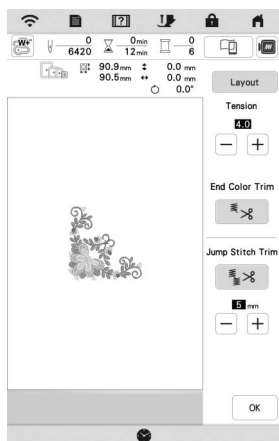 W+ 0 6420 0 min 12 min 0 6
90.9 mm 0.0 mm
90.5 mm 0.0 mm
0.0°
Layout
Tension
4.0
− +
End Color Trim
Jump Stitch Trim
5 mm
− +
OK